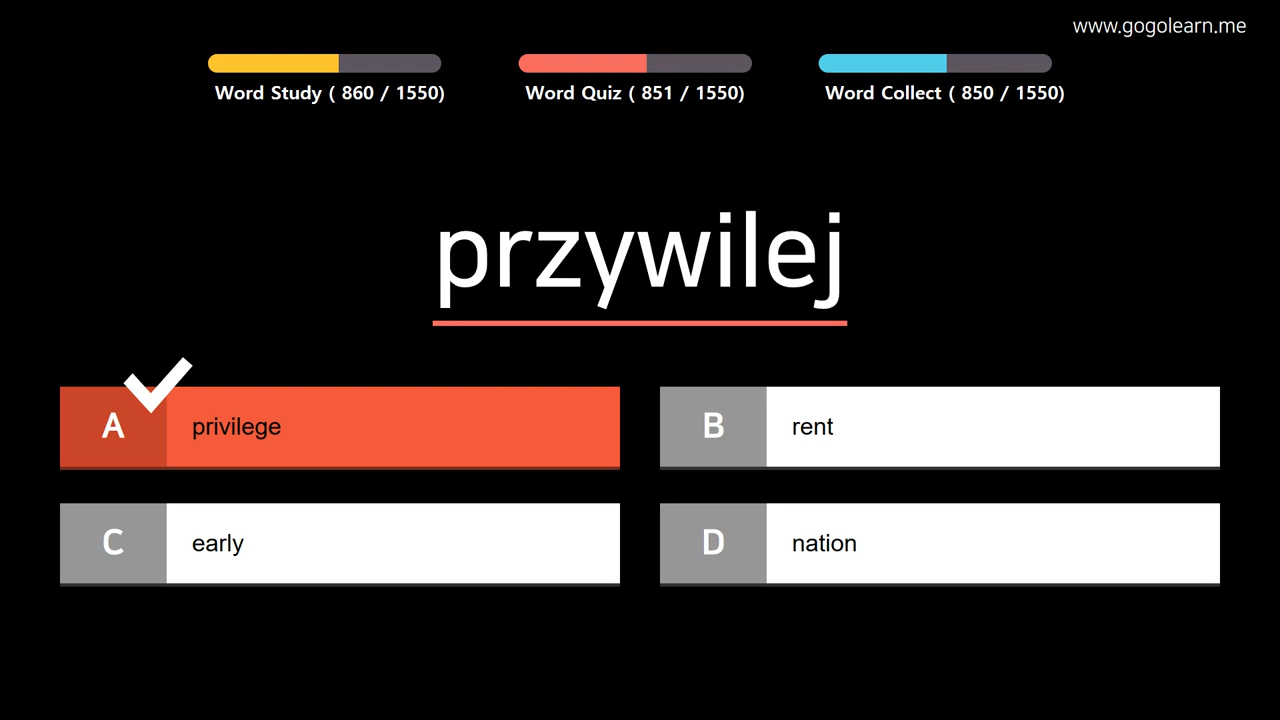 www.gogolearn.me
Word Study ( 860 / 1550)
Word Quiz ( 851 / 1550)
Word Collect ( 850 / 1550)
przywilej
A privilege
B rent
C early
D nation